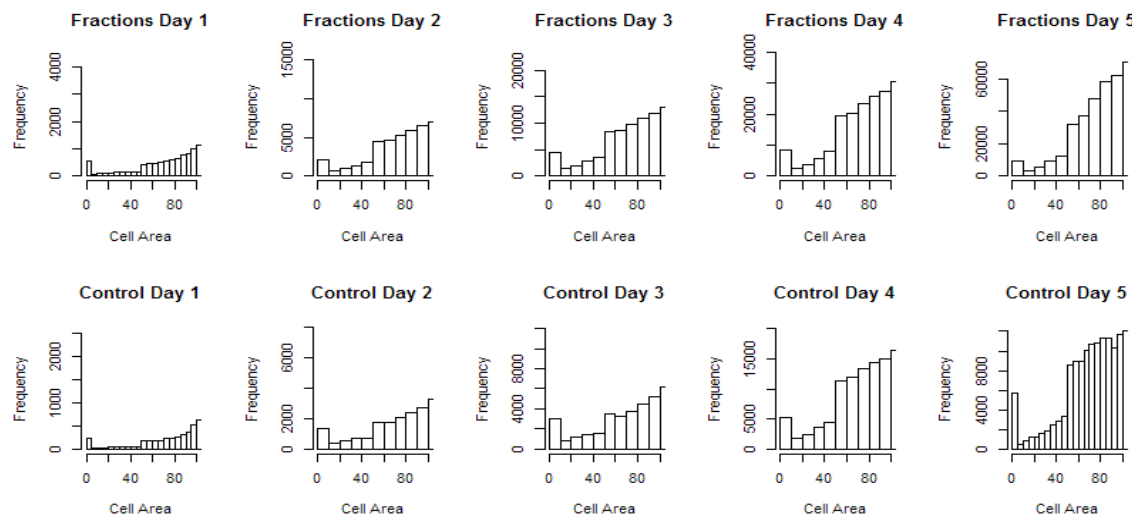 Fractions Day 1
Frequency
0 2000 4000
0 40 80
Cell Area
Fractions Day 2
Frequency
0 5000 15000
0 40 80
Cell Area
Fractions Day 3
Frequency
0 10000 20000
0 40 80
Cell Area
Fractions Day 4
Frequency
0 20000 40000
0 40 80
Cell Area
Fractions Day 5
Frequency
0 20000 60000
0 40 80
Cell Area
Control Day 1
Frequency
0 500 1000 2000
0 40 80
Cell Area
Control Day 2
Frequency
0 2000 6000
0 40 80
Cell Area
Control Day 3
Frequency
0 4000 8000
0 40 80
Cell Area
Control Day 4
Frequency
0 5000 15000
0 40 80
Cell Area
Control Day 5
Frequency
0 4000 8000
0 40 80
Cell Area